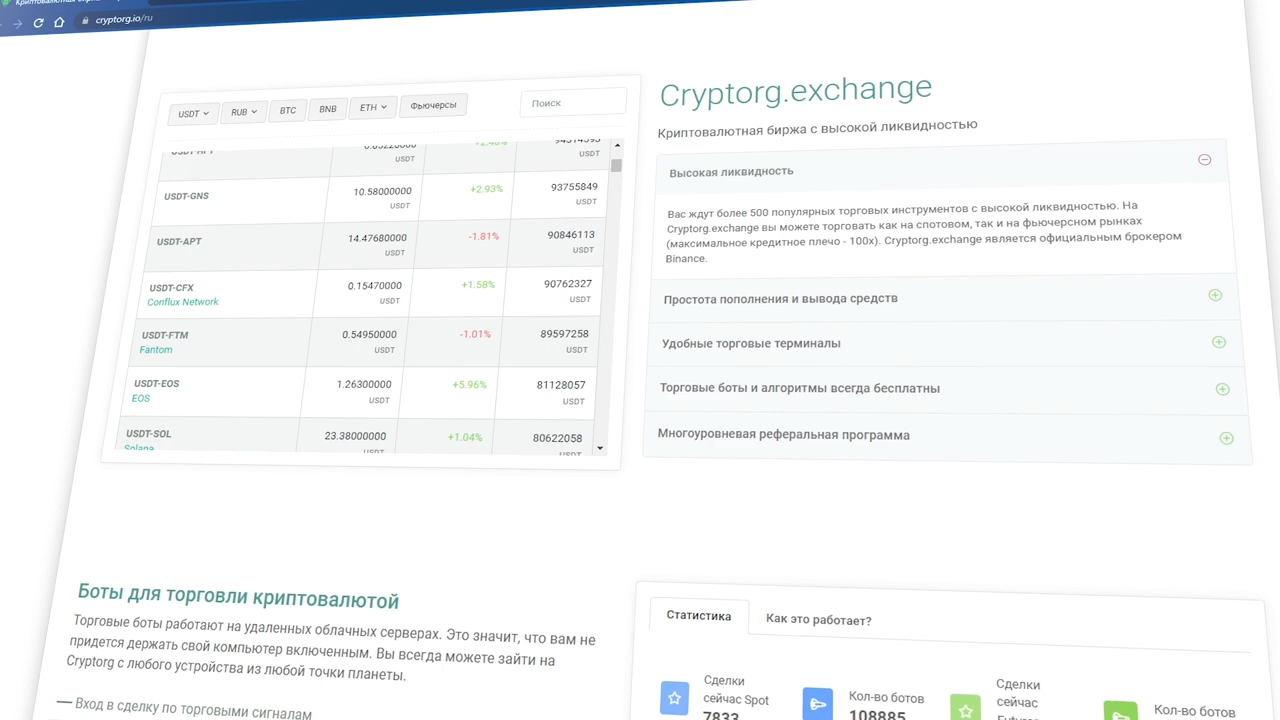 cryptorg.io/ru
USDT RUB BTC BNB ETH Фьючерсы Поиск
USDT
USDT
USDT-GNS 10.58000000 +2.93% 93755849
USDT USDT
USDT-APT 14.47680000 -1.81% 90846113
USDT USDT
USDT-CFX 0.15470000 +1.58% 90762327
Conflux Network USDT USDT
USDT-FTM 0.54950000 -1.01% 89597258
Fantom USDT USDT
USDT-EOS 1.26300000 +5.96% 81128057
EOS USDT USDT
USDT-SOL 23.38000000 +1.04% 80622058
Solana USDT USDT
Cryptorg.exchange
Криптовалютная биржа с высокой ликвидностью
Высокая ликвидность
Вас ждут более 500 популярных торговых инструментов с высокой ликвидностью. На
Cryptorg.exchange вы можете торговать как на спотовом, так и на фьючерсном рынках
(максимальное кредитное плечо - 100x). Cryptorg.exchange является официальным брокером
Binance.
Простота пополнения и вывода средств
Удобные торговые терминалы
Торговые боты и алгоритмы всегда бесплатны
Многоуровневая реферальная программа
Боты для торговли криптовалютой
Торговые боты работают на удаленных облачных серверах. Это значит, что вам не
придется держать свой компьютер включенным. Вы всегда можете зайти на
Cryptorg с любого устройства из любой точки планеты.
— Вход в сделку по торговыми сигналам
Статистика Как это работает?
Сделки
сейчас Spot
7833
Кол-во ботов
108885
Сделки
сейчас
Futures
Кол-во ботов